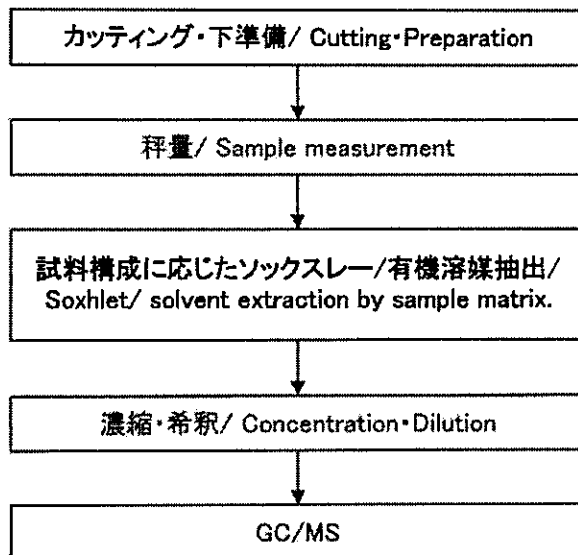 カッティング・下準備/ Cutting・Preparation
秤量/ Sample measurement
試料構成に応じたソックスレー/有機溶媒抽出/
Soxhlet/ solvent extraction by sample matrix.
濃縮・希釈/ Concentration・Dilution
GC/MS